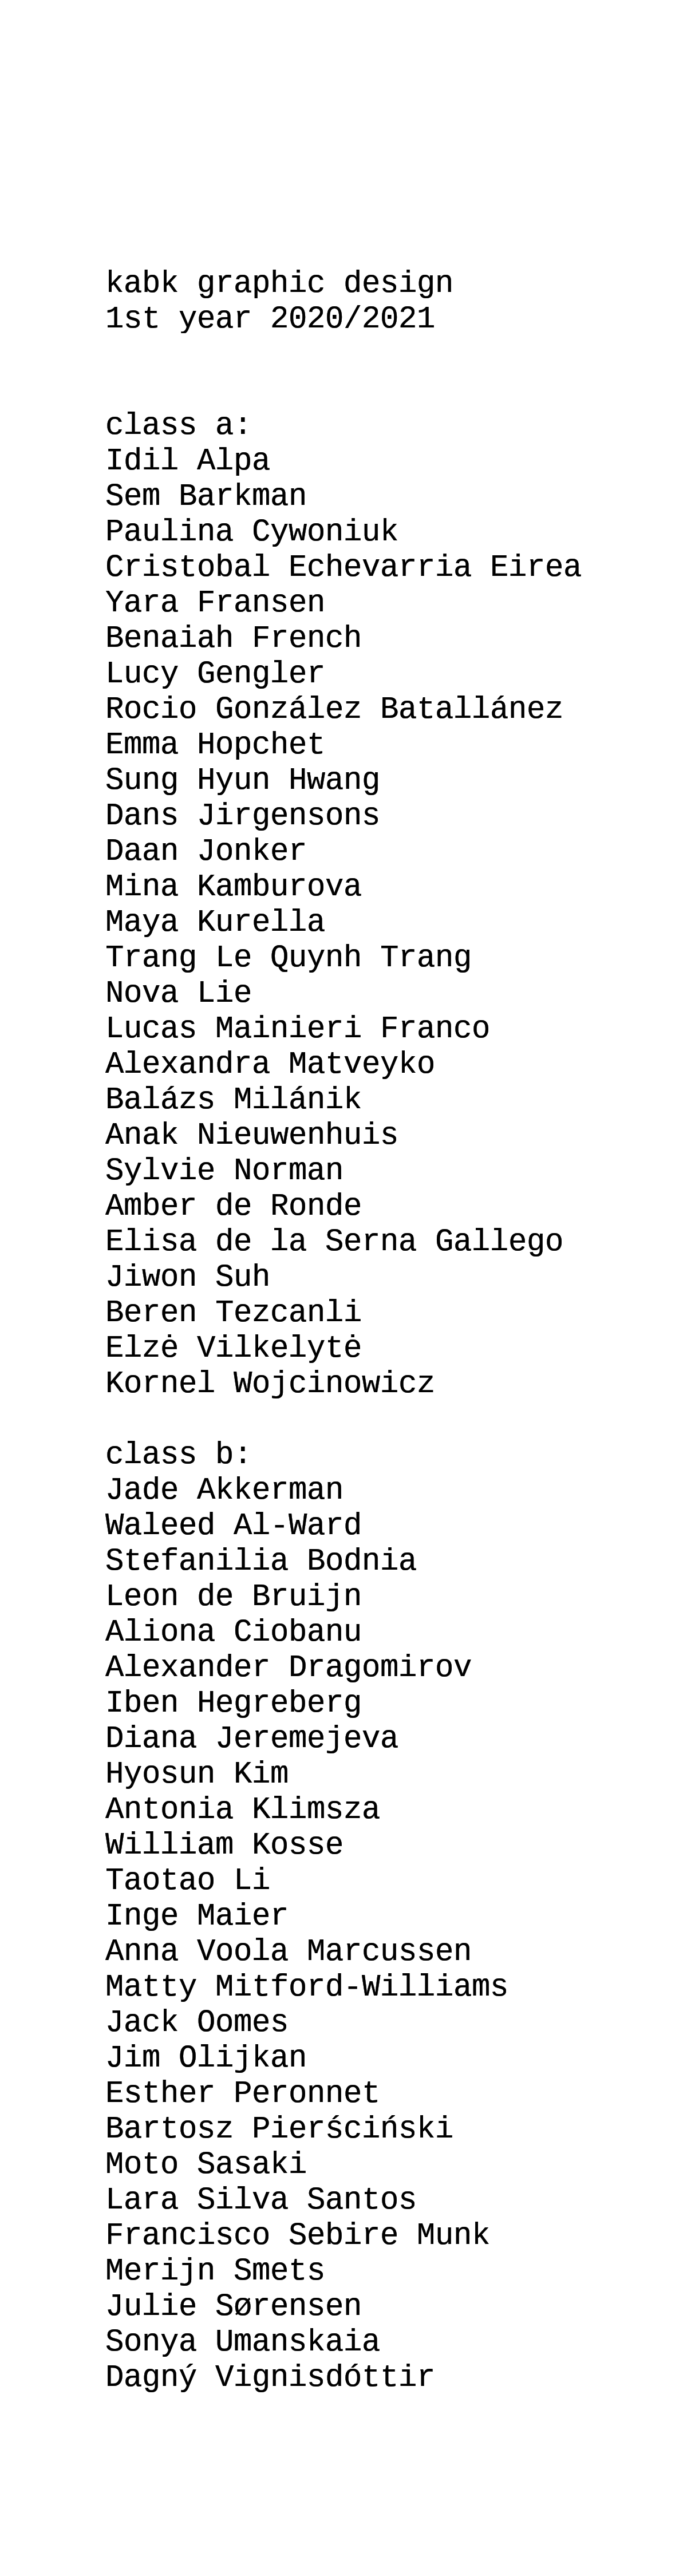 kabk graphic design
1st year 2020/2021
class a:
Idil Alpa
Sem Barkman
Paulina Cywoniuk
Cristobal Echevarria Eirea
Yara Fransen
Benaiah French
Lucy Gengler
Rocio González Batallánez
Emma Hopchet
Sung Hyun Hwang
Dans Jirgensons
Daan Jonker
Mina Kamburova
Maya Kurella
Trang Le Quynh Trang
Nova Lie
Lucas Mainieri Franco
Alexandra Matveyko
Balázs Milánik
Anak Nieuwenhuis
Sylvie Norman
Amber de Ronde
Elisa de la Serna Gallego
Jiwon Suh
Beren Tezcanli
Elzė Vilkelytė
Kornel Wojcinowicz
class b:
Jade Akkerman
Waleed Al-Ward
Stefanilia Bodnia
Leon de Bruijn
Aliona Ciobanu
Alexander Dragomirov
Iben Hegreberg
Diana Jeremejeva
Hyosun Kim
Antonia Klimsza
William Kosse
Taotao Li
Inge Maier
Anna Voola Marcussen
Matty Mitford-Williams
Jack Oomes
Jim Olijkan
Esther Peronnet
Bartosz Pierściński
Moto Sasaki
Lara Silva Santos
Francisco Sebire Munk
Merijn Smets
Julie Sørensen
Sonya Umanskaia
Dagný Vignisdóttir